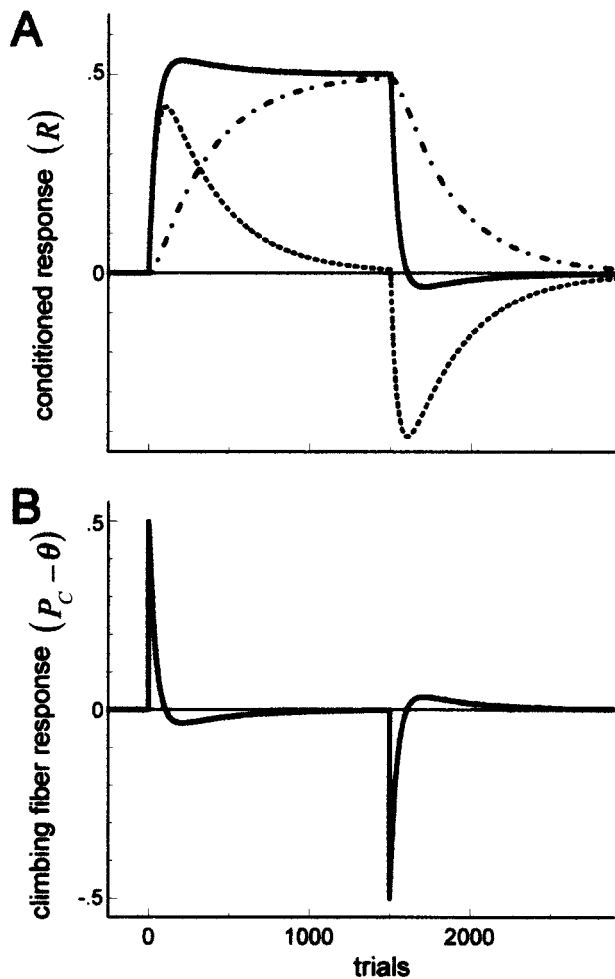 A
conditioned response (R)
.5
0
B
climbing fiber response (P_C − θ)
.5
0
-.5
0 1000 2000
trials